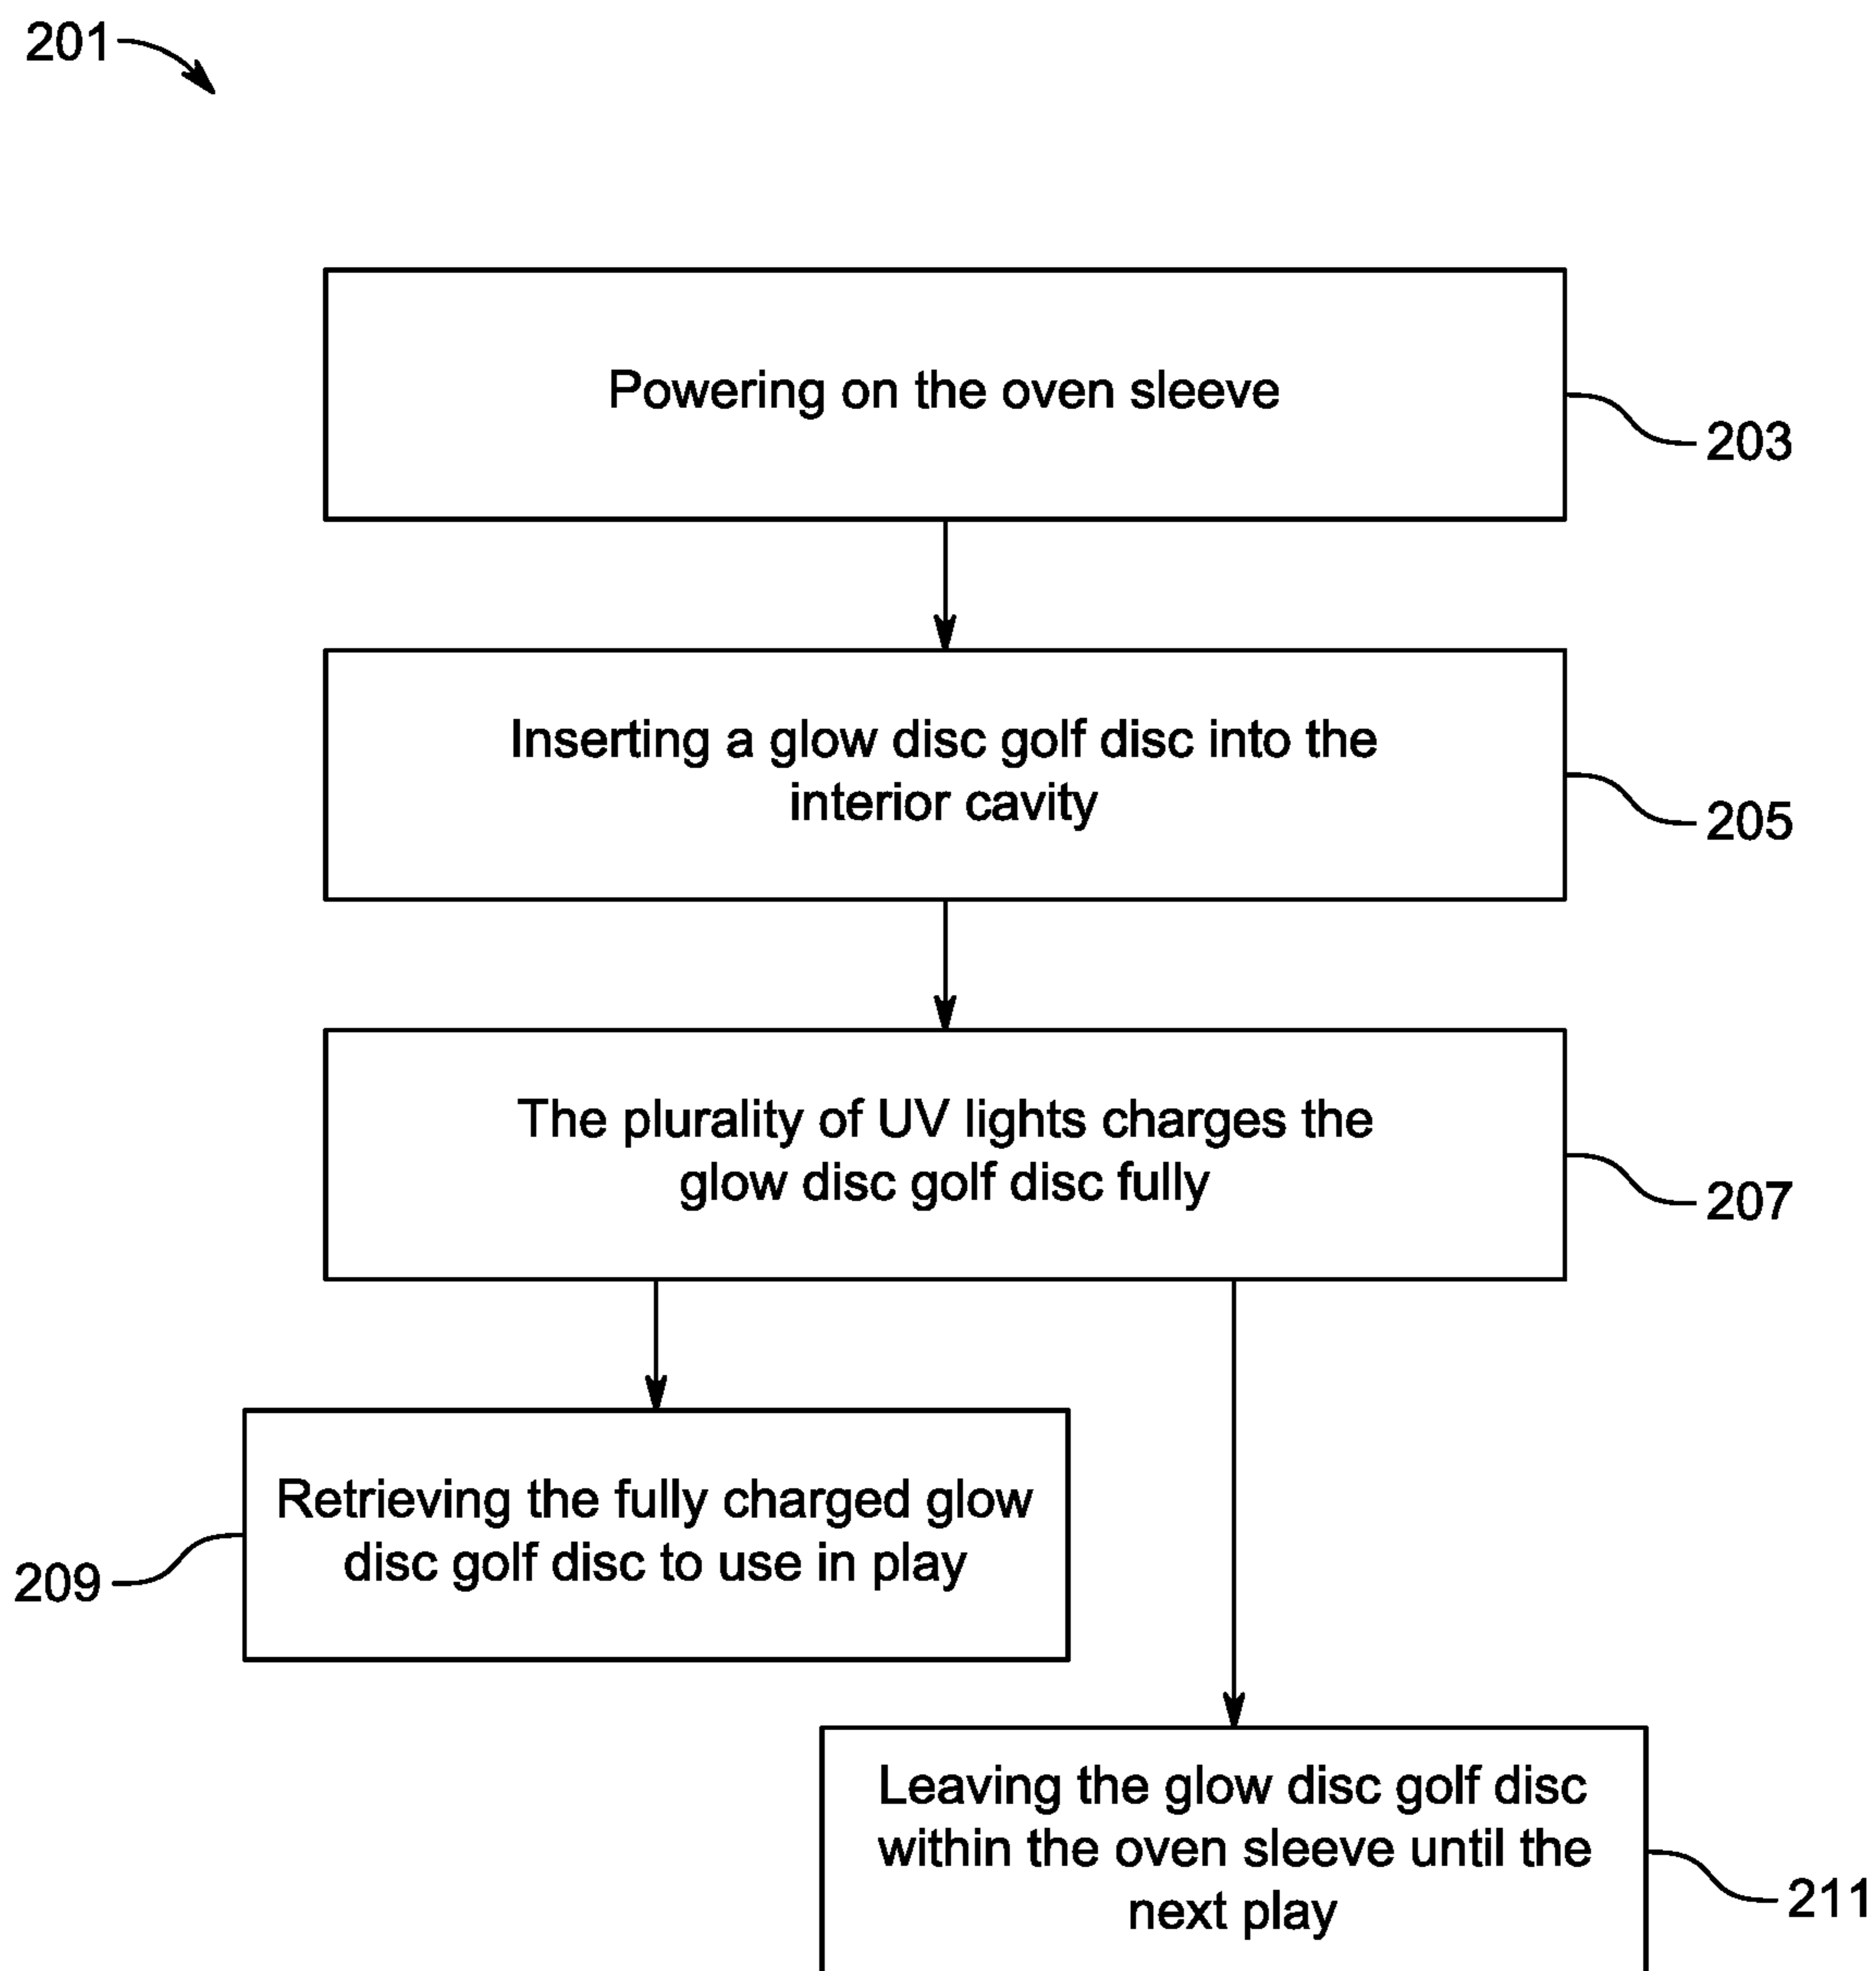 201
Powering on the oven sleeve
203
Inserting a glow disc golf disc into the
interior cavity
205
The plurality of UV lights charges the
glow disc golf disc fully
207
Retrieving the fully charged glow
disc golf disc to use in play
209
Leaving the glow disc golf disc
within the oven sleeve until the
next play
211